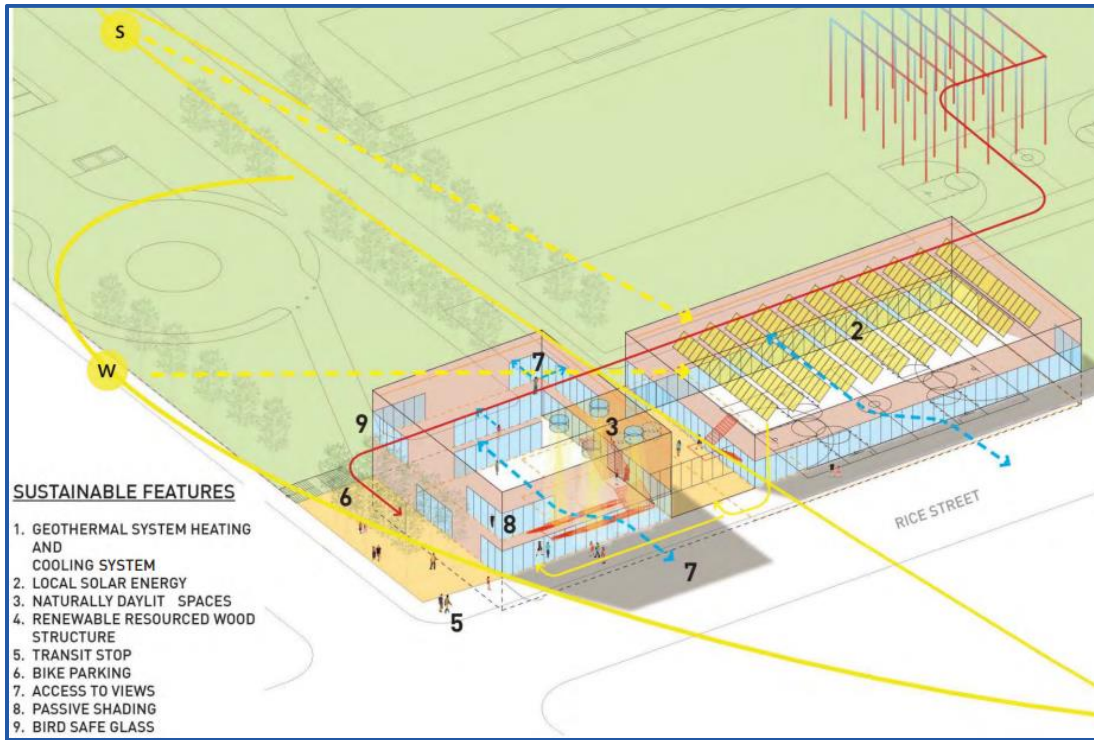 S
2
7
W
3
9
SUSTAINABLE FEATURES
6
RICE STREET
8
1. GEOTHERMAL SYSTEM HEATING
AND
COOLING SYSTEM
7
2. LOCAL SOLAR ENERGY
3. NATURALLY DAYLIT SPACES
4. RENEWABLE RESOURCED WOOD
STRUCTURE
5
5. TRANSIT STOP
6. BIKE PARKING
7. ACCESS TO VIEWS
8. PASSIVE SHADING
9. BIRD SAFE GLASS